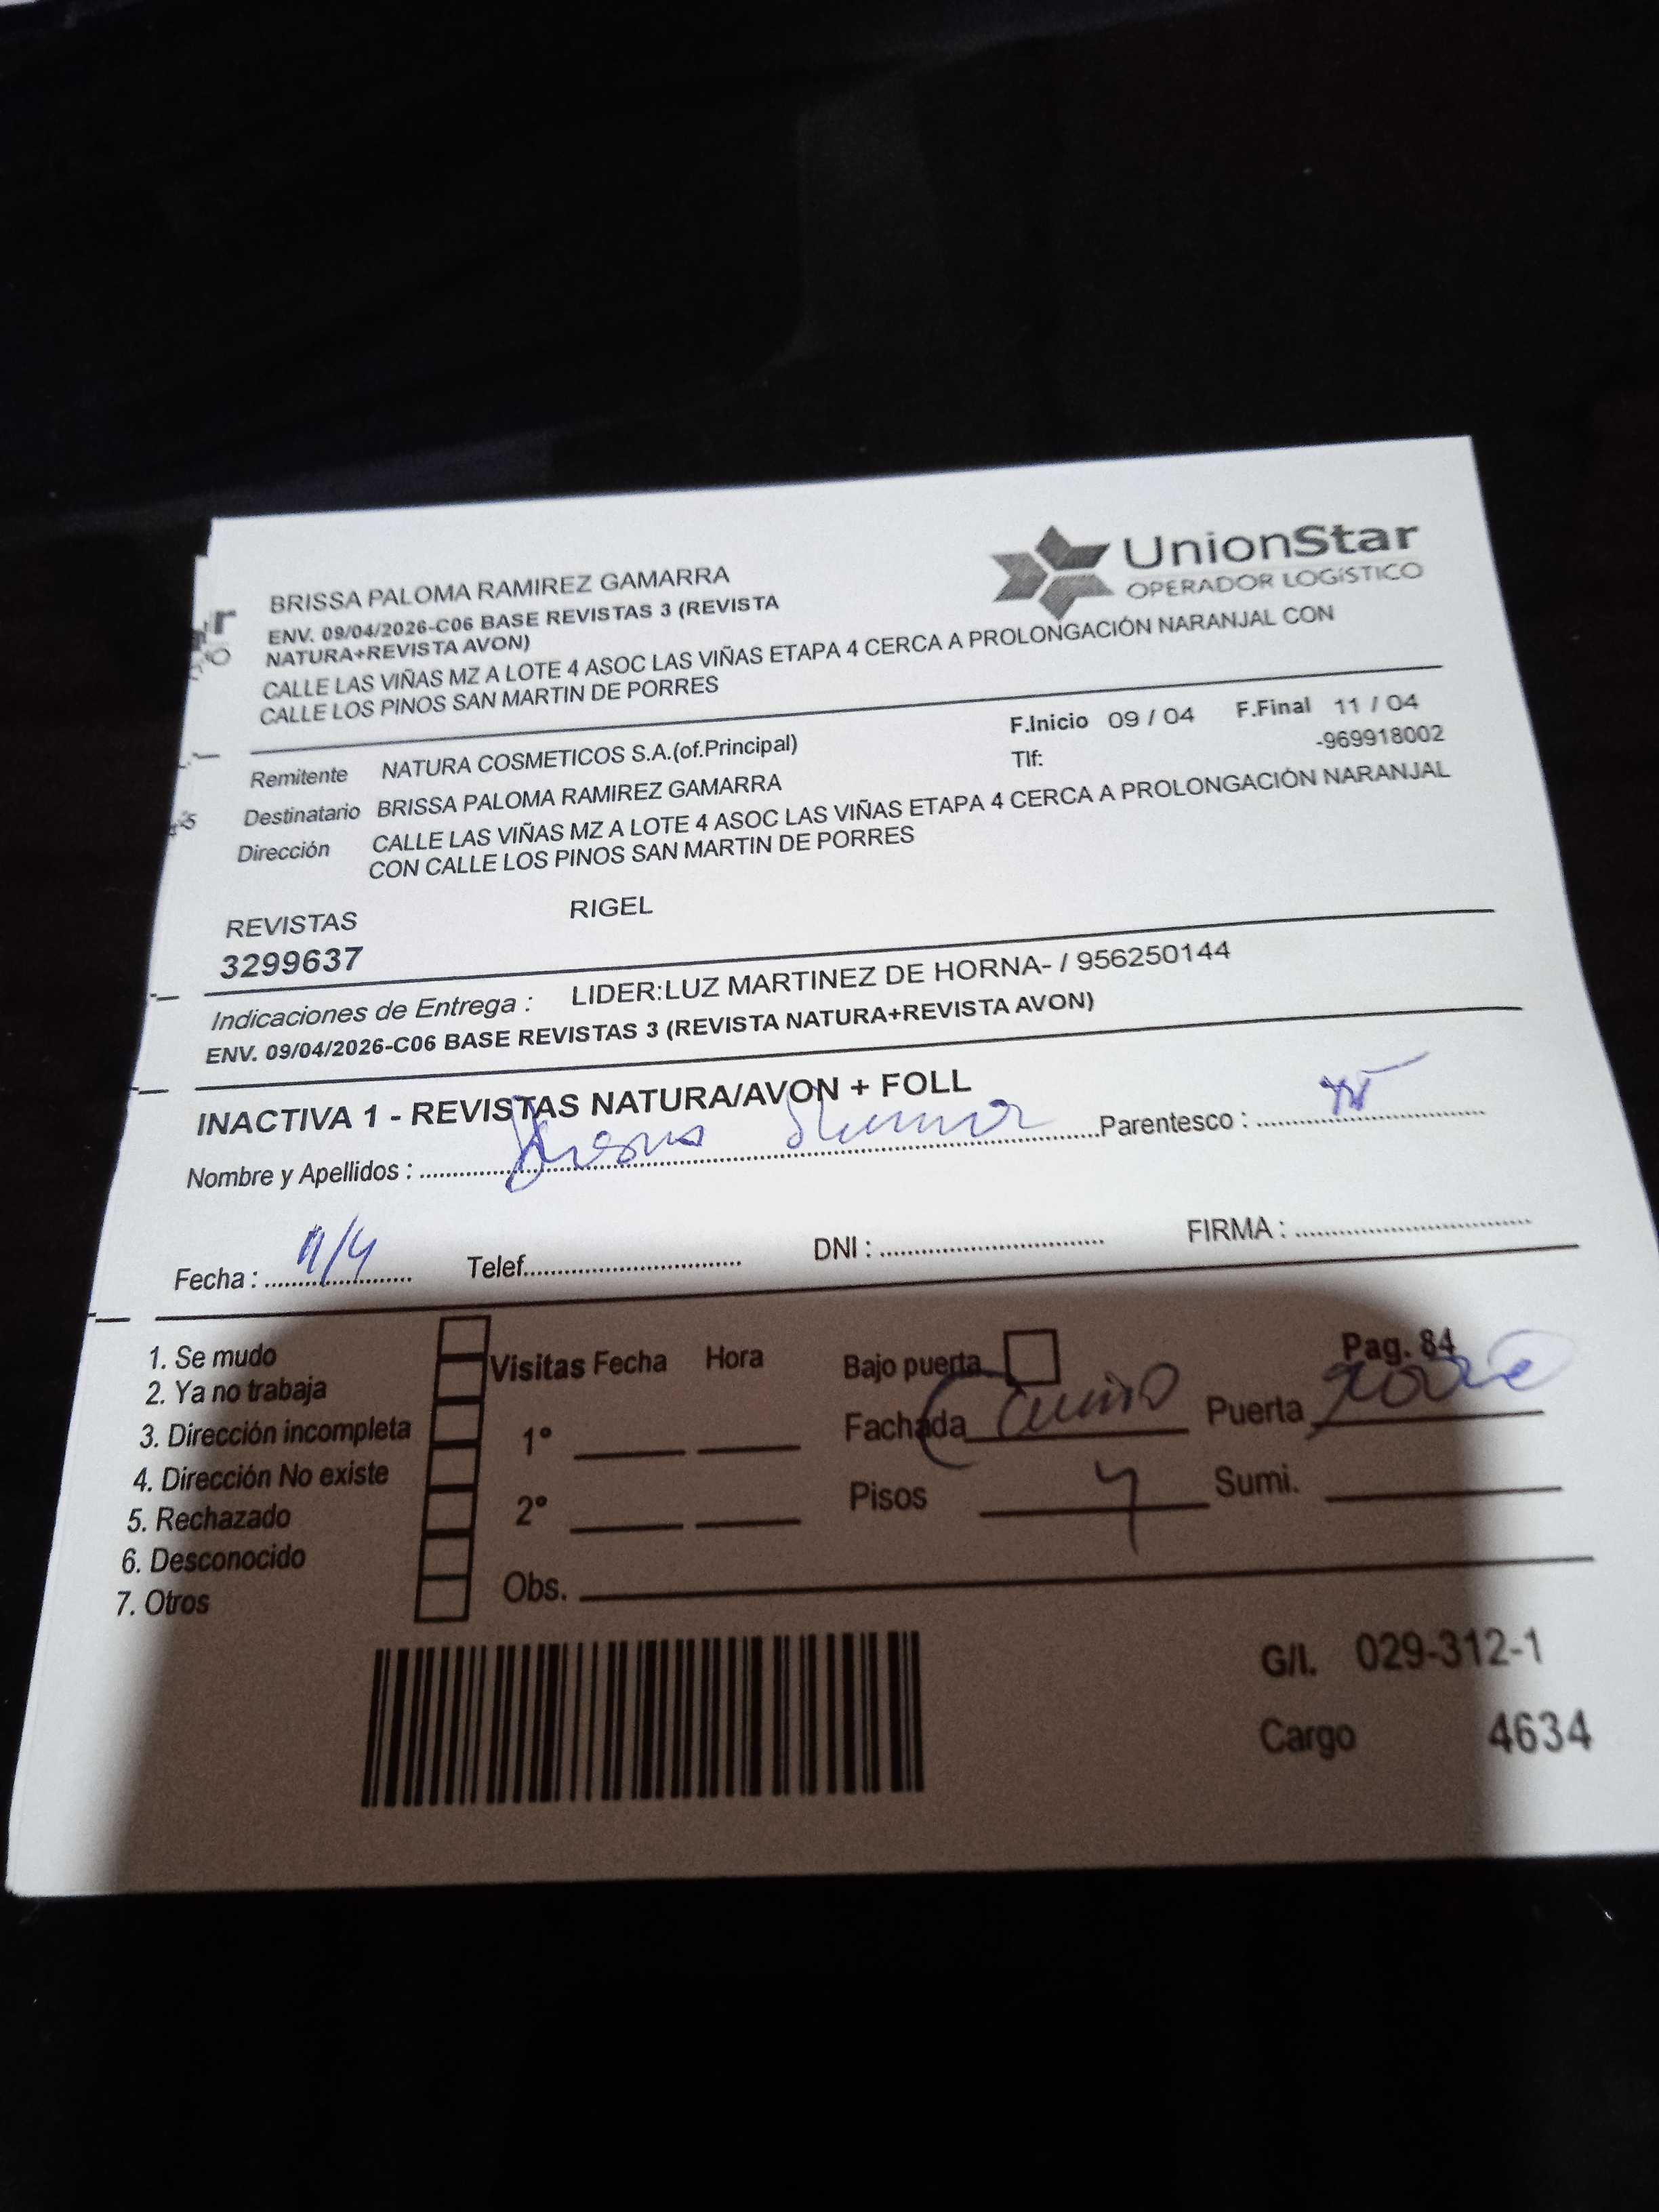 UnionStar
OPERADOR LOGÍSTICO
BRISSA PALOMA RAMIREZ GAMARRA
ENV. 09/04/2026-C06 BASE REVISTAS 3 (REVISTA
NATURA+REVISTA AVON)
CALLE LAS VIÑAS MZ A LOTE 4 ASOC LAS VIÑAS ETAPA 4 CERCA A PROLONGACIÓN NARANJAL CON
CALLE LOS PINOS SAN MARTIN DE PORRES
F.Inicio 09 / 04 F.Final 11 / 04
Remitente NATURA COSMETICOS S.A.(of.Principal) Tlf: -969918002
Destinatario BRISSA PALOMA RAMIREZ GAMARRA
Dirección CALLE LAS VIÑAS MZ A LOTE 4 ASOC LAS VIÑAS ETAPA 4 CERCA A PROLONGACIÓN NARANJAL
CON CALLE LOS PINOS SAN MARTIN DE PORRES
REVISTAS RIGEL
3299637
Indicaciones de Entrega : LIDER:LUZ MARTINEZ DE HORNA- / 956250144
ENV. 09/04/2026-C06 BASE REVISTAS 3 (REVISTA NATURA+REVISTA AVON)
INACTIVA 1 - REVISTAS NATURA/AVON + FOLL
Nombre y Apellidos : Parentesco :
Fecha : 11/4 Telef. DNI : FIRMA :
1. Se mudo Visitas Fecha Hora Bajo puerta Pag. 84
2. Ya no trabaja
3. Dirección incompleta 1° Fachada Puerta
4. Dirección No existe
5. Rechazado 2° Pisos 4 Sumi.
6. Desconocido
7. Otros Obs.
G/I. 029-312-1
Cargo 4634